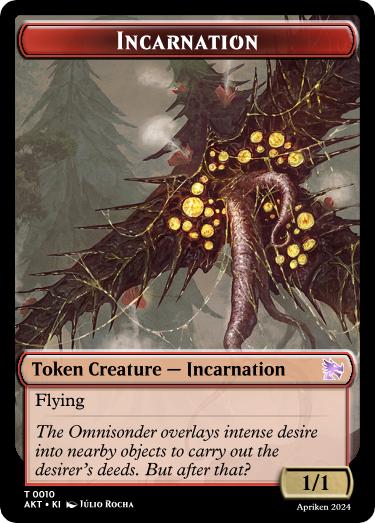 INCARNATION
Token Creature — Incarnation
Flying
The Omnisonder overlays intense desire
into nearby objects to carry out the
desirer's deeds. But after that?
1/1
T 0010
AKT • KI Júlio Rocha
Apriken 2024